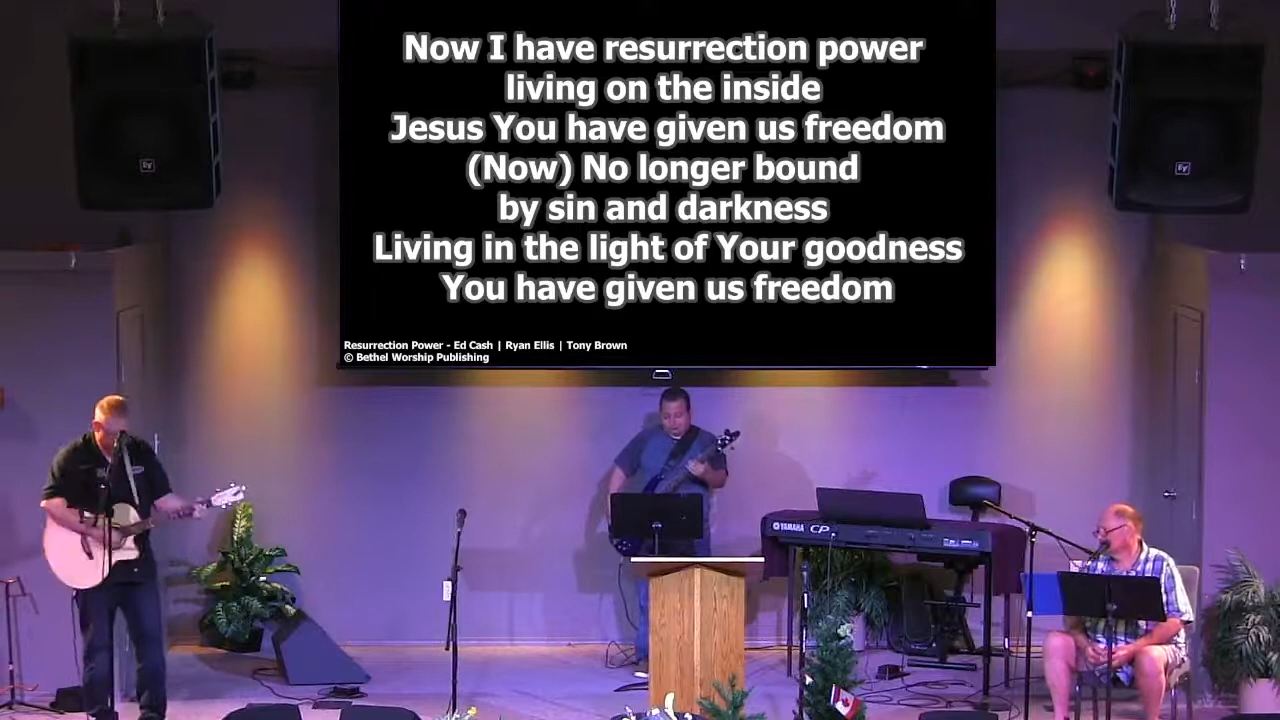 Now I have resurrection power
living on the inside
Jesus You have given us freedom
(Now) No longer bound
by sin and darkness
Living in the light of Your goodness
You have given us freedom
Resurrection Power - Ed Cash | Ryan Ellis | Tony Brown
© Bethel Worship Publishing
EV
EV
YAMAHA CP